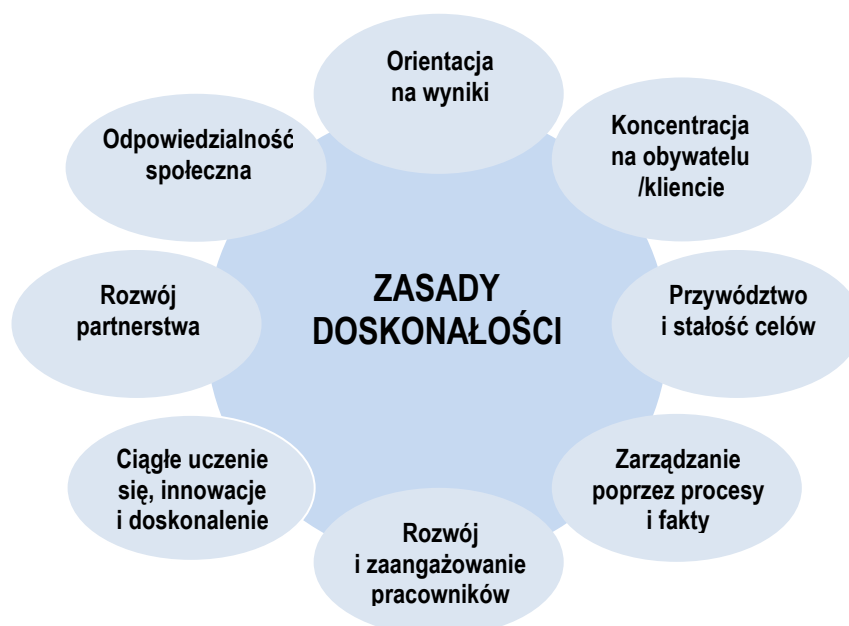 Orientacja
na wyniki
Koncentracja
na obywatelu
/kliencie
Przywództwo
i stałość celów
Zarządzanie
poprzez procesy
i fakty
Rozwój
i zaangażowanie
pracowników
Ciągłe uczenie
się, innowacje
i doskonalenie
Rozwój
partnerstwa
Odpowiedzialność
społeczna
ZASADY
DOSKONAŁOŚCI